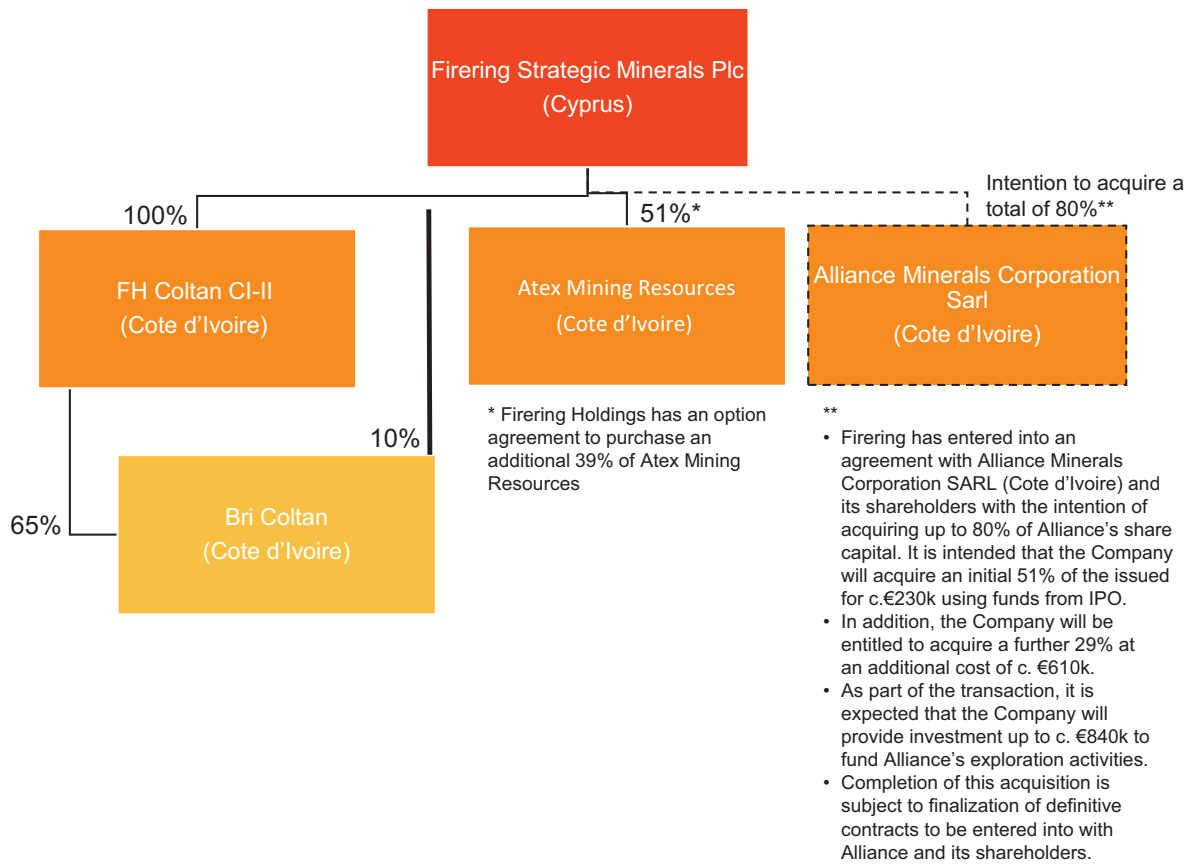 Firering Strategic Minerals Plc
(Cyprus)
Intention to acquire a
total of 80%**
100%
51%*
FH Coltan CI-II
(Cote d'Ivoire)
Atex Mining Resources
(Cote d'Ivoire)
Alliance Minerals Corporation
Sarl
(Cote d'Ivoire)
10%
65%
Bri Coltan
(Cote d'Ivoire)
* Firering Holdings has an option
agreement to purchase an
additional 39% of Atex Mining
Resources
**
• Firering has entered into an
agreement with Alliance Minerals
Corporation SARL (Cote d'Ivoire) and
its shareholders with the intention of
acquiring up to 80% of Alliance's share
capital. It is intended that the Company
will acquire an initial 51% of the issued
for c.€230k using funds from IPO.
• In addition, the Company will be
entitled to acquire a further 29% at
an additional cost of c. €610k.
• As part of the transaction, it is
expected that the Company will
provide investment up to c. €840k to
fund Alliance's exploration activities.
• Completion of this acquisition is
subject to finalization of definitive
contracts to be entered into with
Alliance and its shareholders.